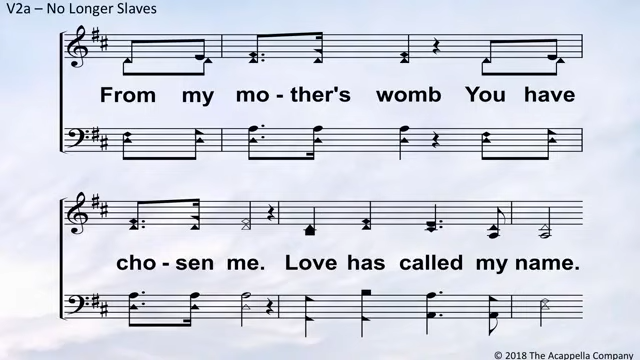 V2a – No Longer Slaves
From my mo - ther's womb You have
cho - sen me. Love has called my name.
© 2018 The Acappella Company